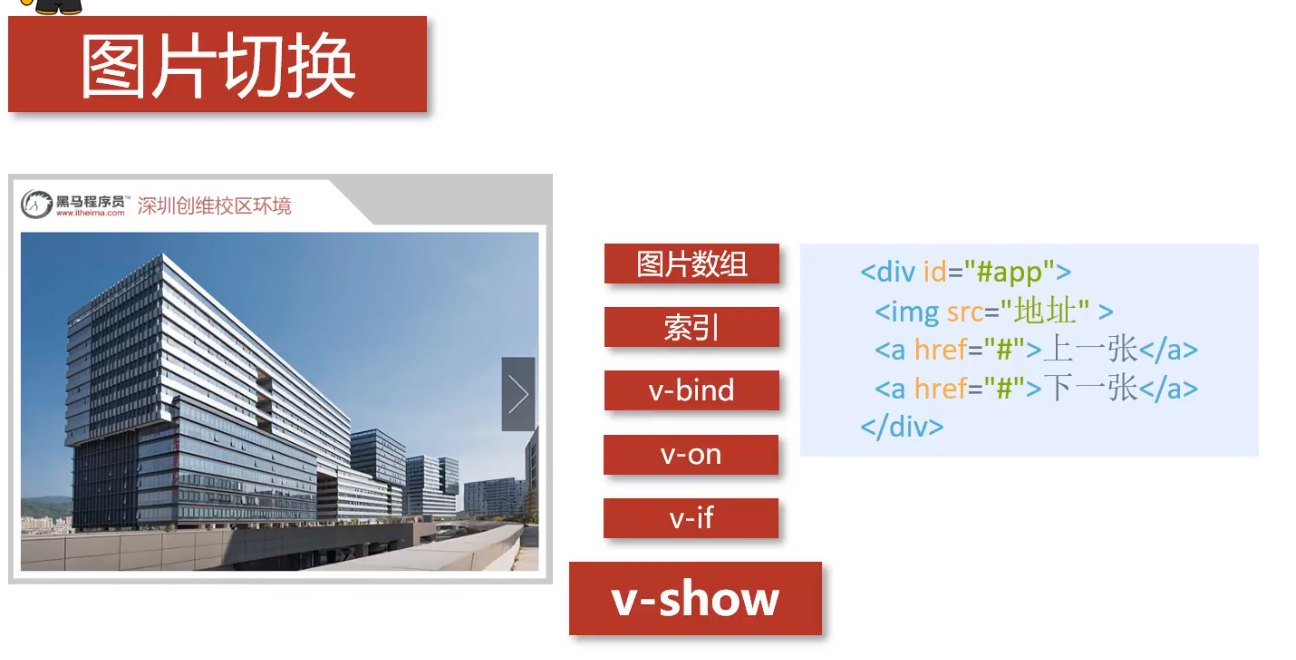 图片切换
黑马程序员™
www.itheima.com
深圳创维校区环境
图片数组
索引
v-bind
v-on
v-if
v-show
<div id="#app">
<img src="地址" >
<a href="#">上一张</a>
<a href="#">下一张</a>
</div>